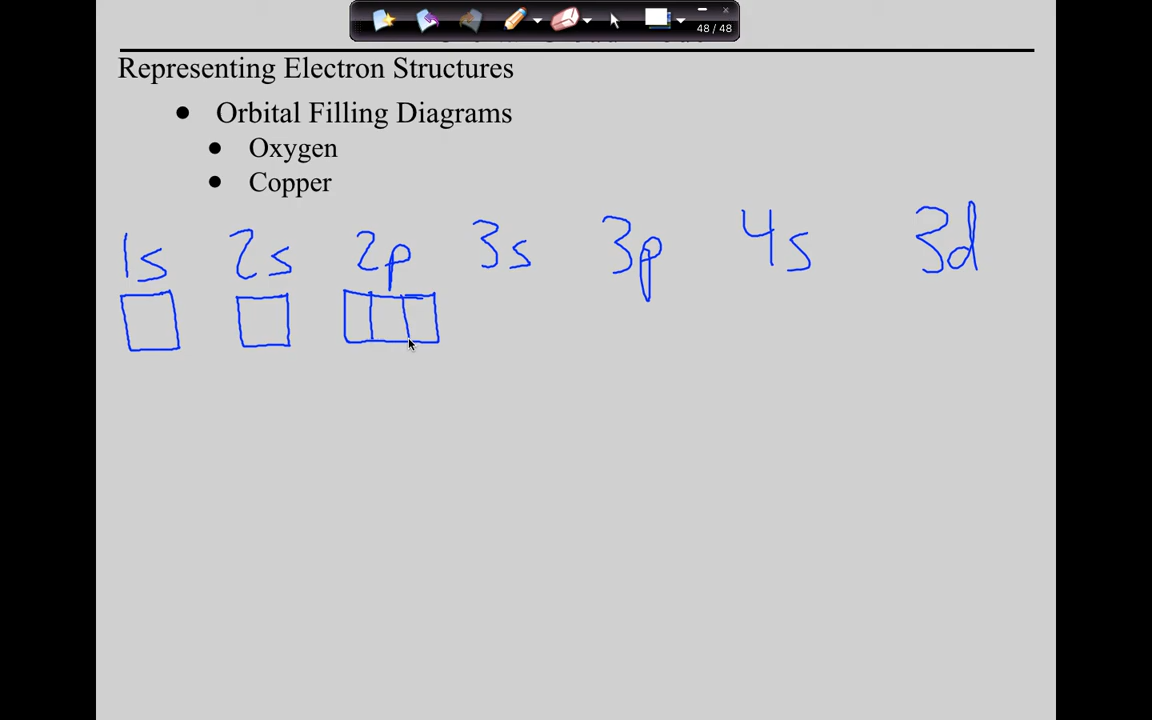 48 / 48
Representing Electron Structures
Orbital Filling Diagrams
Oxygen
Copper
1s 2s 2p 3s 3p 4s 3d